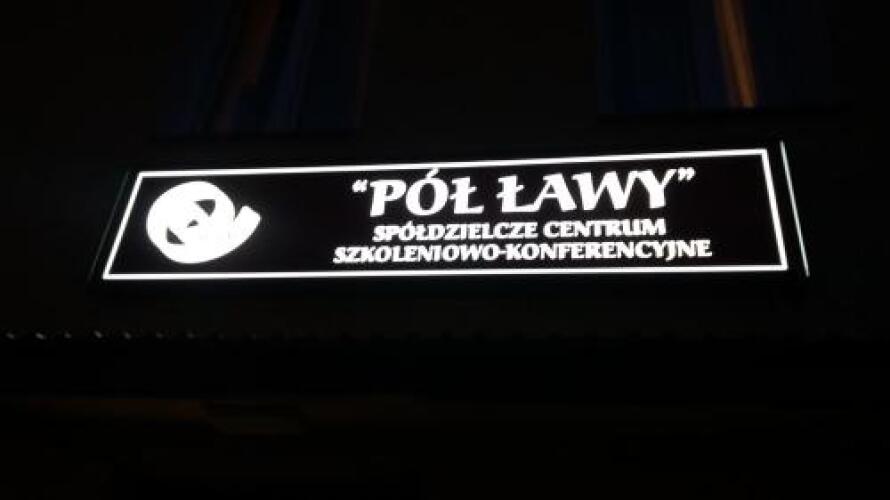 “PÓŁ ŁAWY”
SPÓŁDZIELCZE CENTRUM
SZKOLENIOWO-KONFERENCYJNE